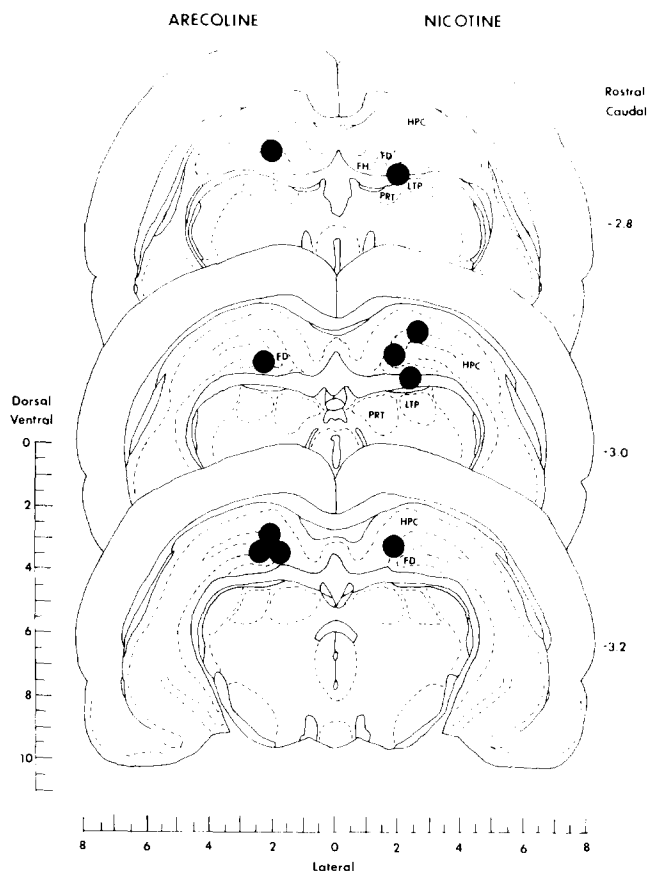 ARECOLINE NICOTINE
Rostral
Caudal
HPC
FD
FH
LTP
PRT
-2.8
FD
HPC
LTP
PRT
Dorsal
Ventral
-3.0
0
2
HPC
4
FD
6
-3.2
8
10
8 6 4 2 0 2 4 6 8
Lateral